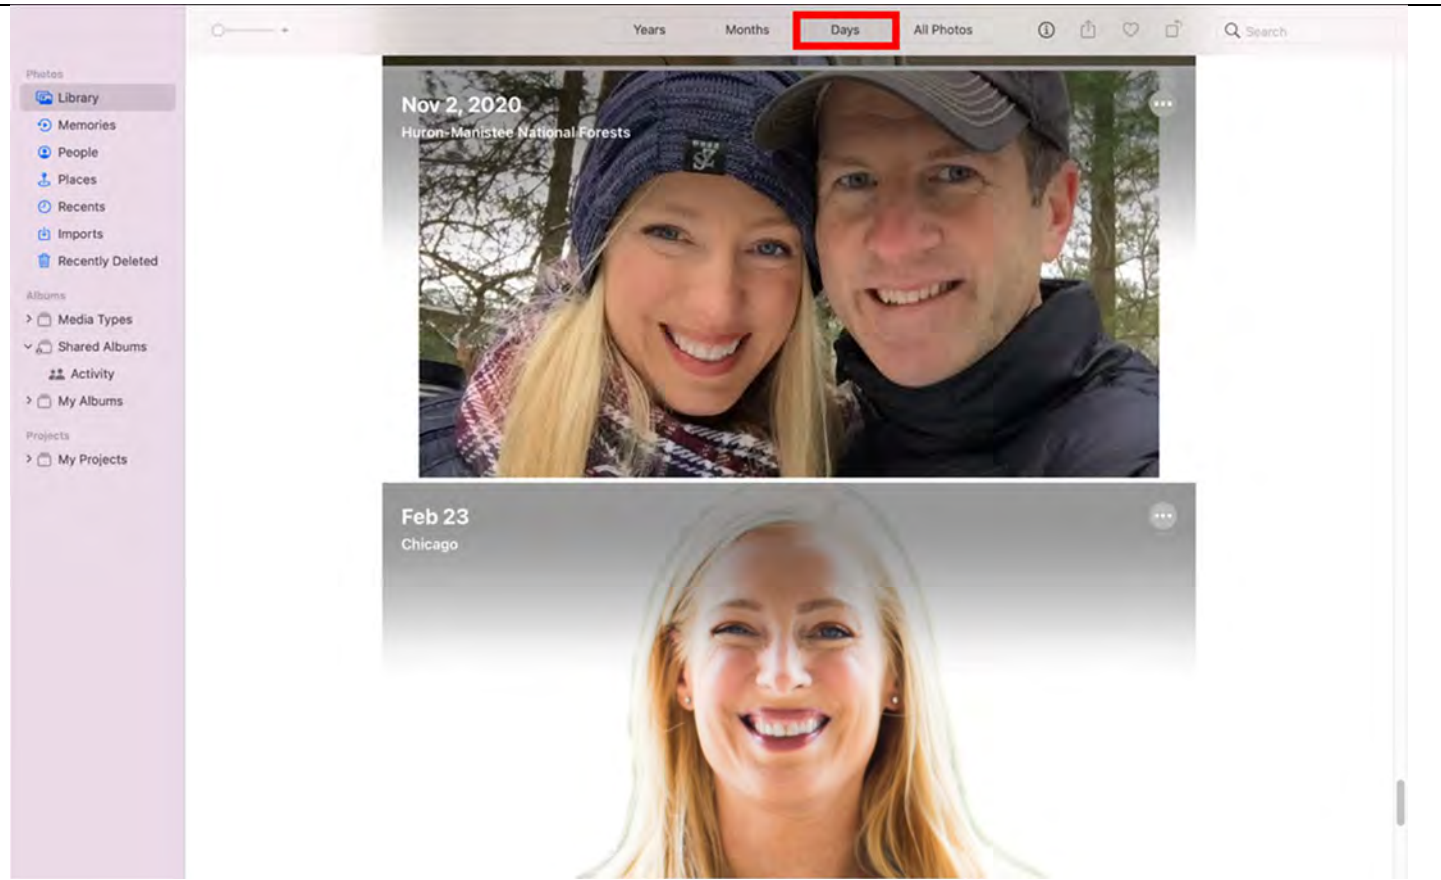 Years Months Days All Photos Search
Photos
Library
Memories
People
Places
Recents
Imports
Recently Deleted
Albums
Media Types
Shared Albums
Activity
My Albums
Projects
My Projects
Nov 2, 2020
Huron-Manistee National Forests
Feb 23
Chicago